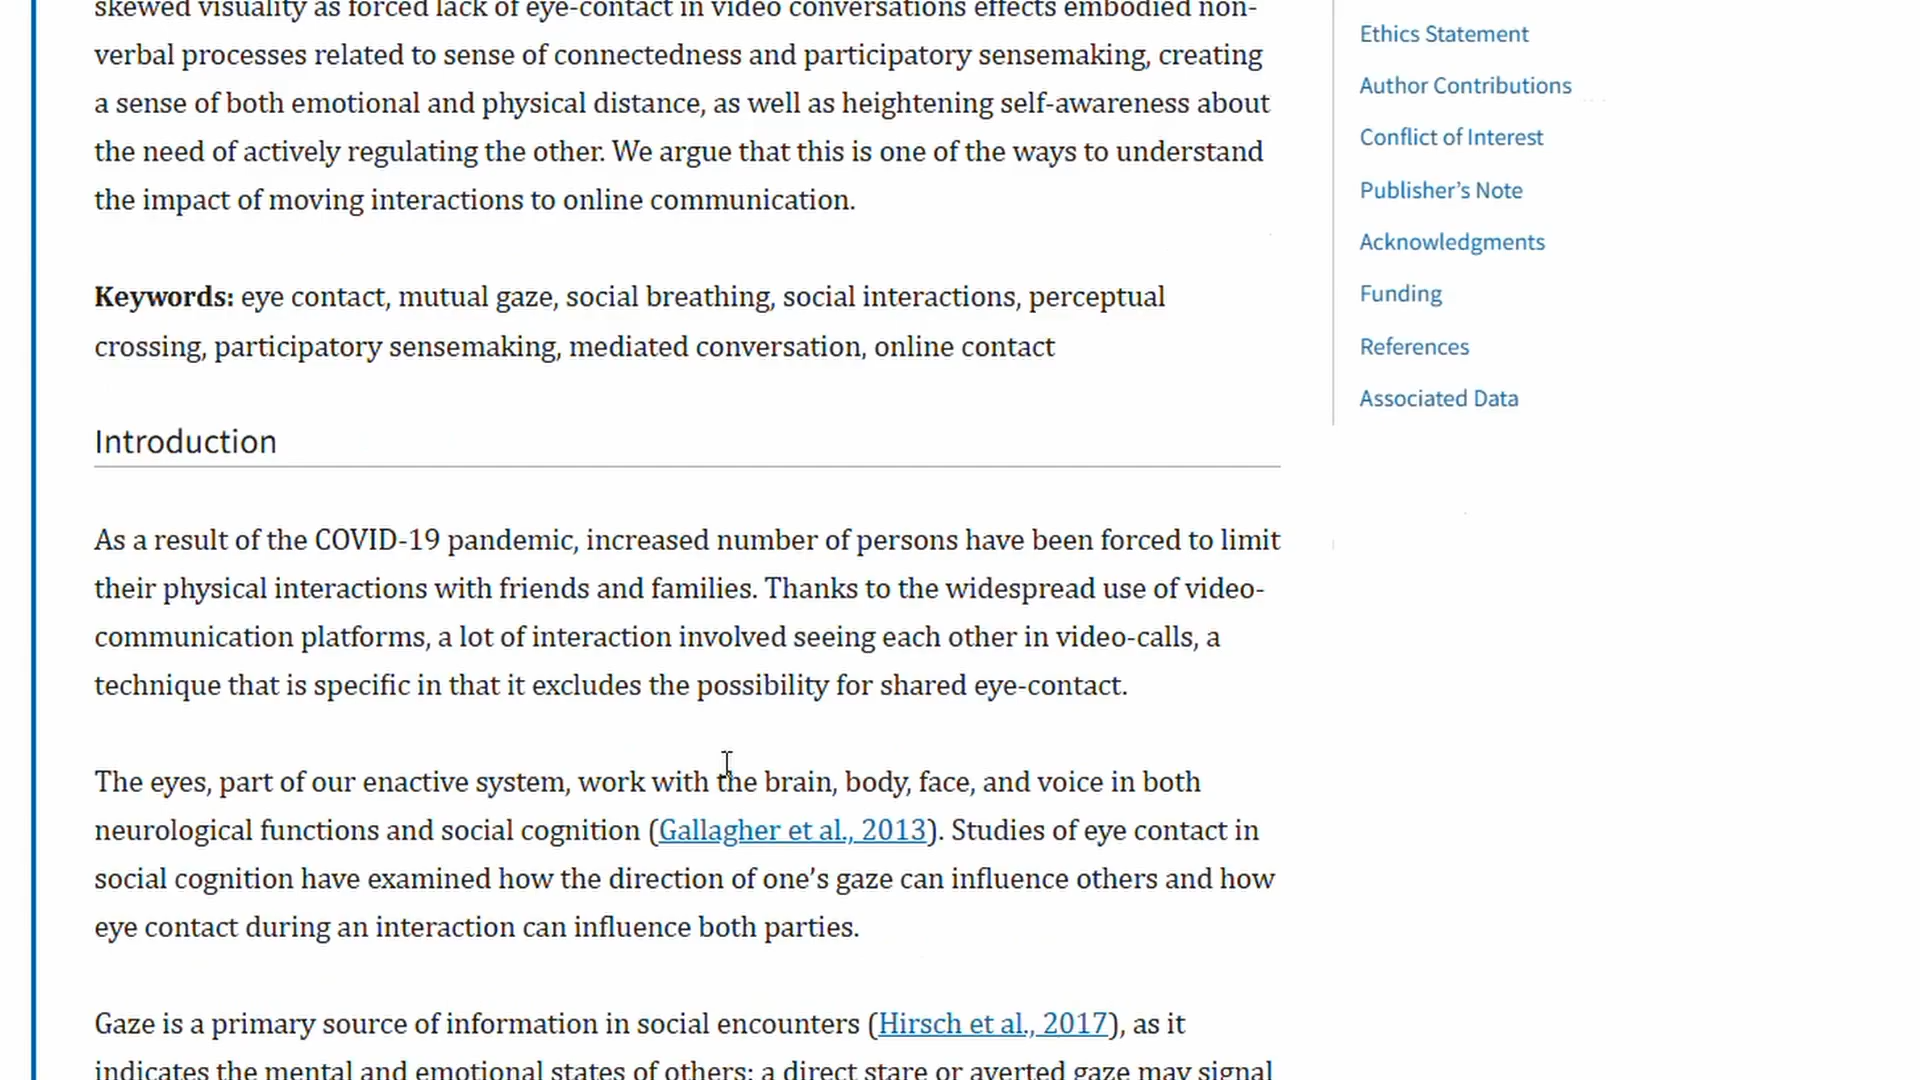 skewed visuality as forced lack of eye-contact in video conversations effects embodied non-
verbal processes related to sense of connectedness and participatory sensemaking, creating
a sense of both emotional and physical distance, as well as heightening self-awareness about
the need of actively regulating the other. We argue that this is one of the ways to understand
the impact of moving interactions to online communication.
Keywords: eye contact, mutual gaze, social breathing, social interactions, perceptual
crossing, participatory sensemaking, mediated conversation, online contact
Introduction
As a result of the COVID-19 pandemic, increased number of persons have been forced to limit
their physical interactions with friends and families. Thanks to the widespread use of video-
communication platforms, a lot of interaction involved seeing each other in video-calls, a
technique that is specific in that it excludes the possibility for shared eye-contact.
The eyes, part of our enactive system, work with the brain, body, face, and voice in both
neurological functions and social cognition (Gallagher et al., 2013). Studies of eye contact in
social cognition have examined how the direction of one’s gaze can influence others and how
eye contact during an interaction can influence both parties.
Gaze is a primary source of information in social encounters (Hirsch et al., 2017), as it
indicates the mental and emotional states of others: a direct stare or averted gaze may signal
Ethics Statement
Author Contributions
Conflict of Interest
Publisher’s Note
Acknowledgments
Funding
References
Associated Data